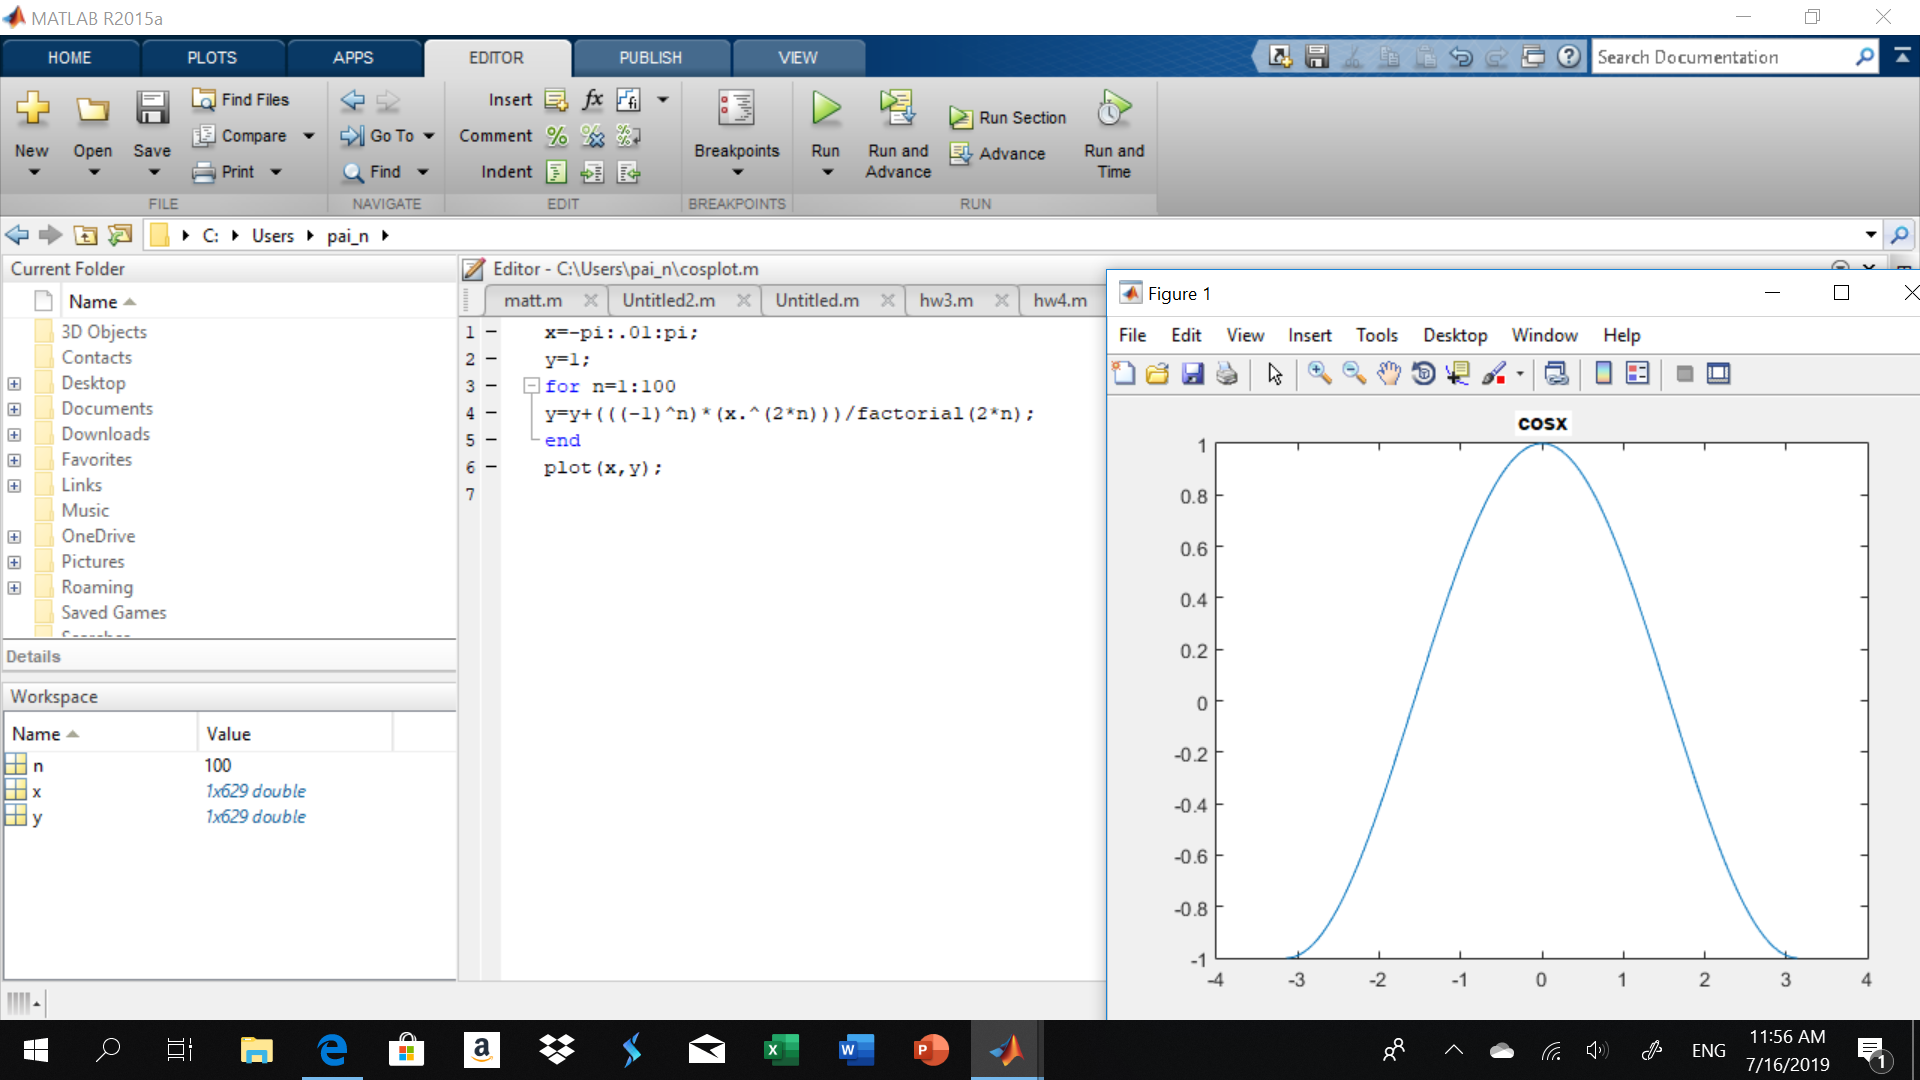 MATLAB R2015a
HOME PLOTS APPS EDITOR PUBLISH VIEW
Search Documentation
New
Open
Save
Find Files
Compare
Print
FILE
Go To
Find
NAVIGATE
Insert fx fi
Comment
Indent
EDIT
Breakpoints
BREAKPOINTS
Run
Run and Advance
Run Section
Advance
Run and Time
RUN
C: Users pai_n
Current Folder
Name
3D Objects
Contacts
Desktop
Documents
Downloads
Favorites
Links
Music
OneDrive
Pictures
Roaming
Saved Games
Details
Workspace
Name Value
n 100
x 1x629 double
y 1x629 double
Editor - C:\Users\pai_n\cosplot.m
matt.m Untitled2.m Untitled.m hw3.m hw4.m
1 x=-pi:.01:pi;
2 y=1;
3 for n=1:100
4 y=y+(((-1)^n)*(x.^(2*n)))/factorial(2*n);
5 end
6 plot(x,y);
7
Figure 1
File Edit View Insert Tools Desktop Window Help
cosx
1
0.8
0.6
0.4
0.2
0
-0.2
-0.4
-0.6
-0.8
-1
-4 -3 -2 -1 0 1 2 3 4
ENG
11:56 AM
7/16/2019
1